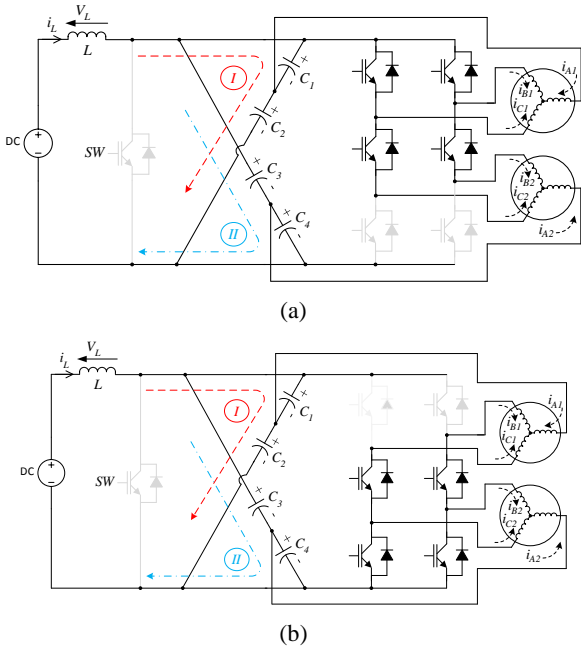 V_L
i_L
L
i_A1
I
C_1
i_B1
i_C1
C_2
DC
SW
C_3
i_B2
i_C2
C_4
II
i_A2
(a)
V_L
i_L
L
i_A1
I
C_1
i_B1
i_C1
C_2
DC
SW
C_3
i_B2
i_C2
C_4
II
i_A2
(b)